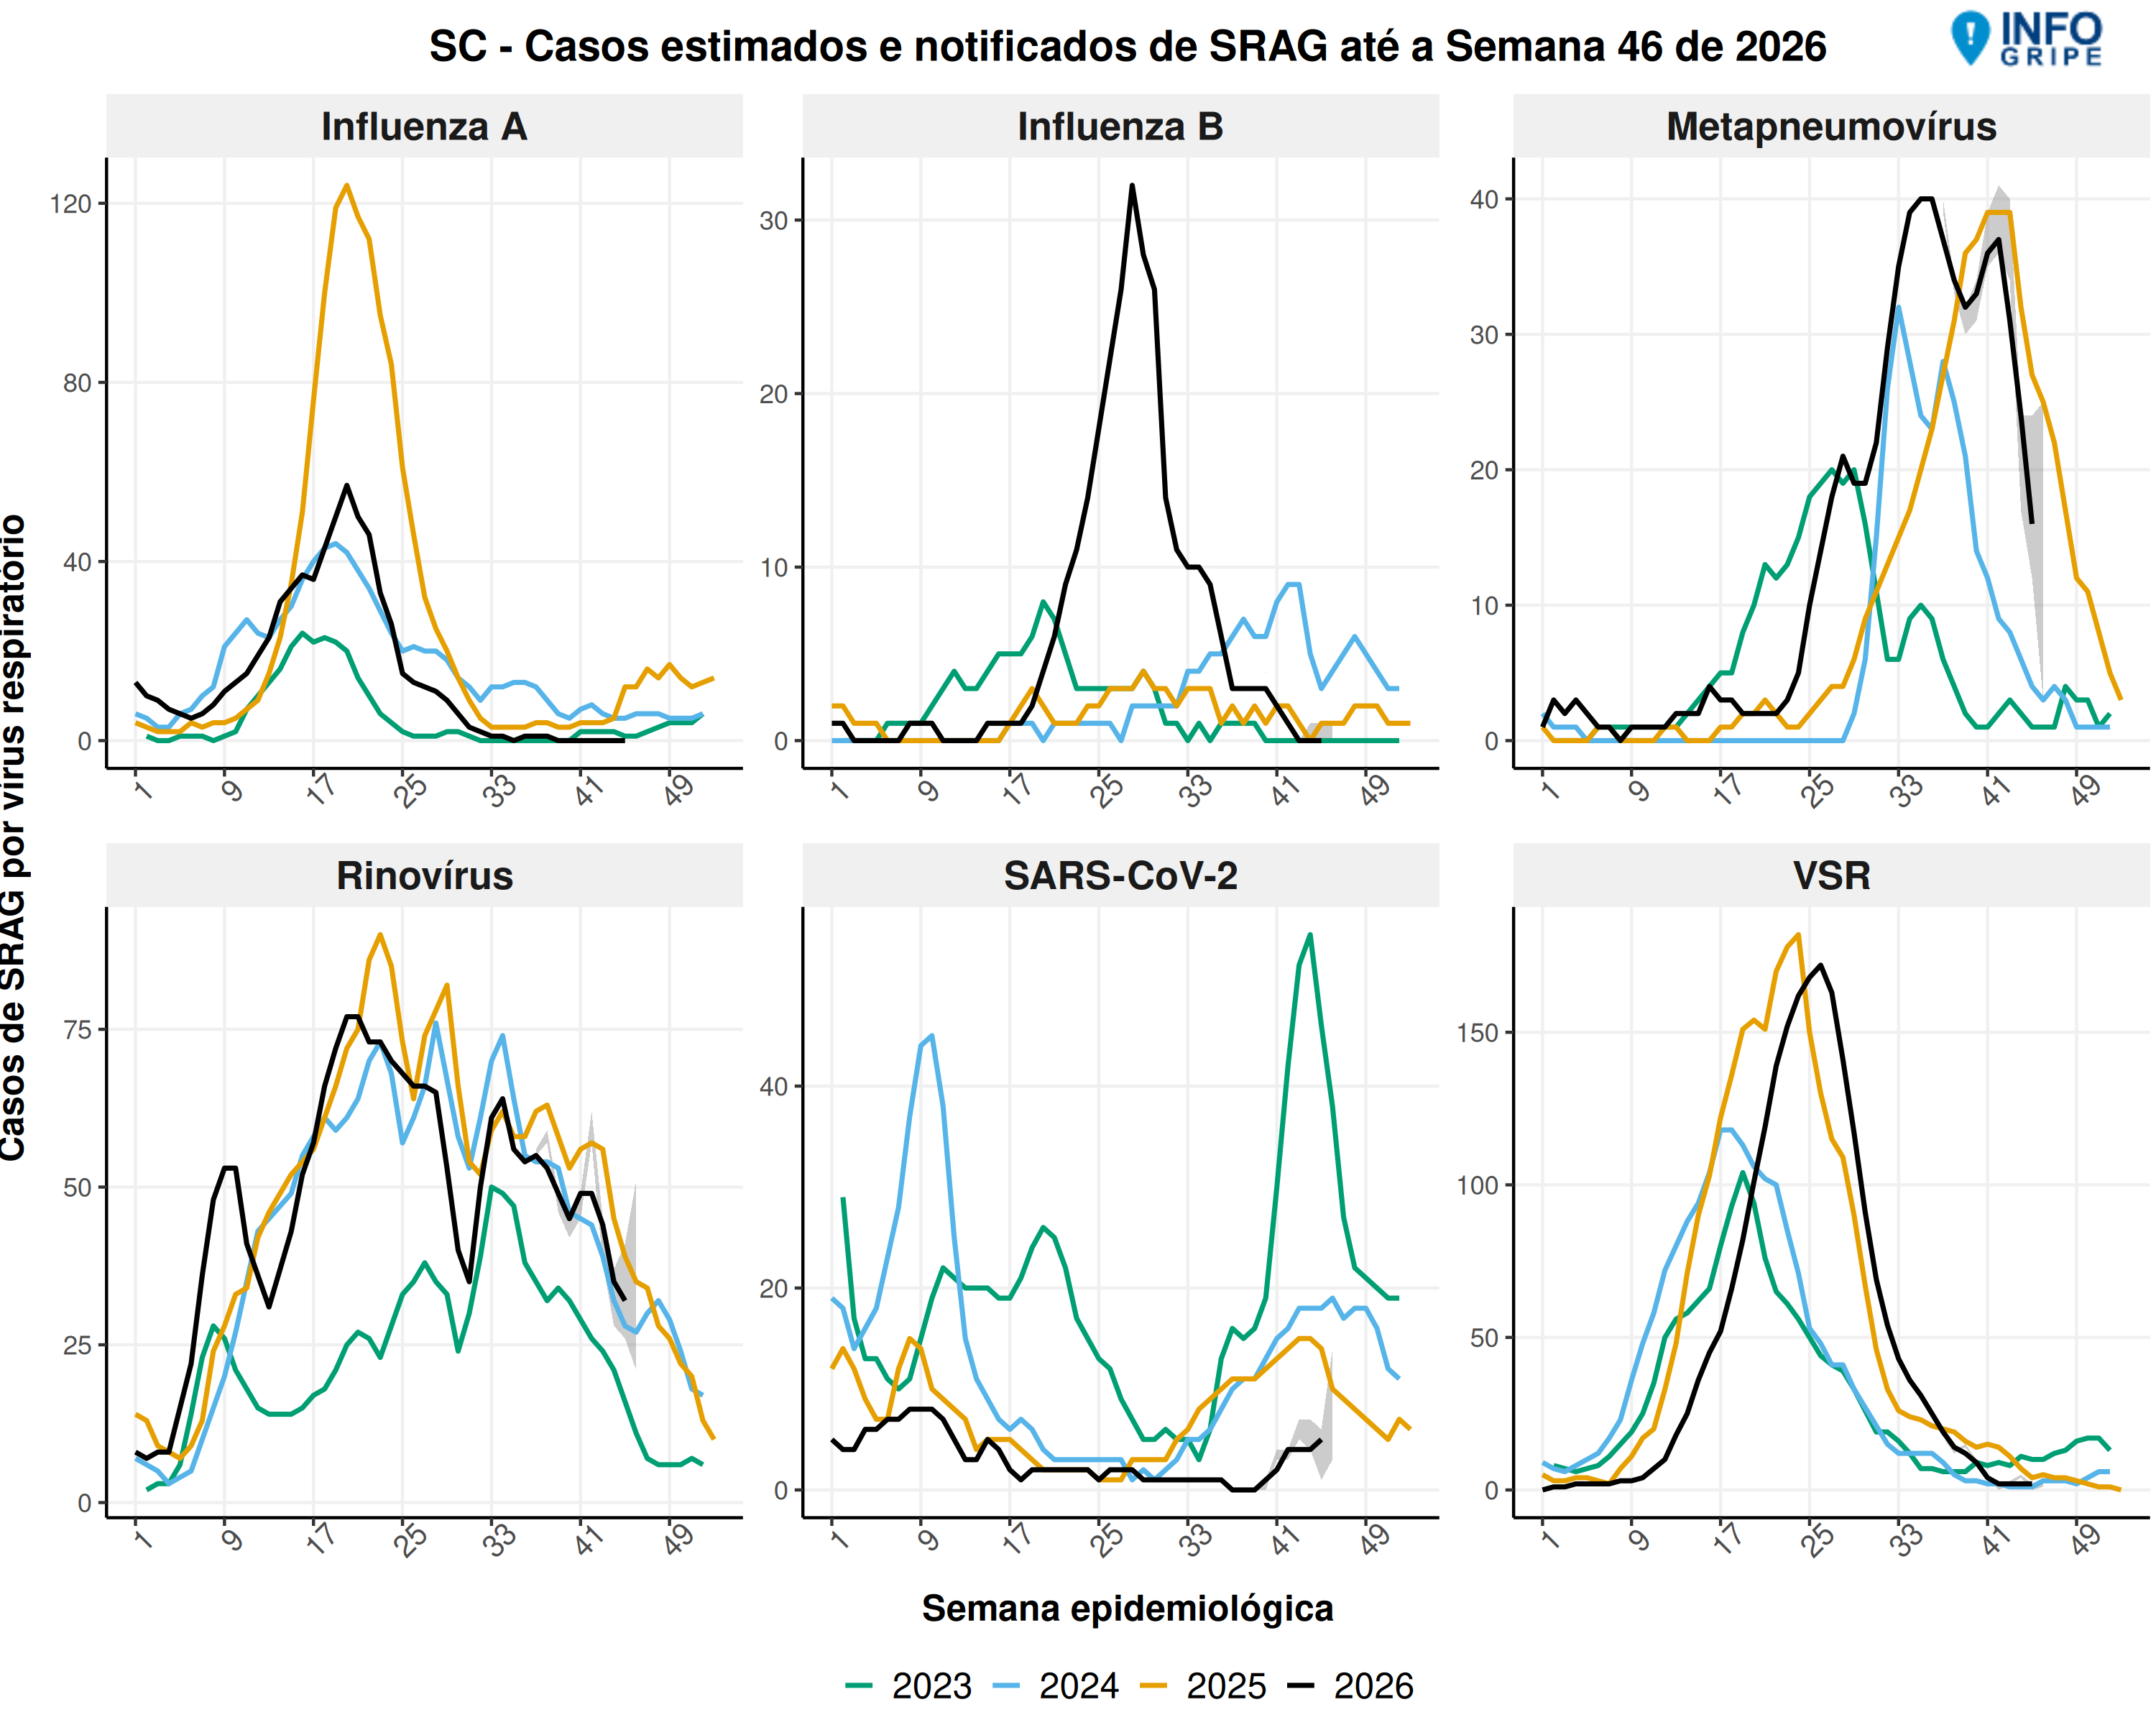 SC - Casos estimados e notificados de SRAG até a Semana 46 de 2026
INFO
GRIPE
Influenza A
Influenza B
Metapneumovírus
120
80
40
0
30
20
10
0
40
30
20
10
0
1 9 17 25 33 41 49
1 9 17 25 33 41 49
1 9 17 25 33 41 49
Casos de SRAG por vírus respiratório
Rinovírus
SARS-CoV-2
VSR
75
50
25
0
40
20
0
150
100
50
0
1 9 17 25 33 41 49
1 9 17 25 33 41 49
1 9 17 25 33 41 49
Semana epidemiológica
2023 2024 2025 2026